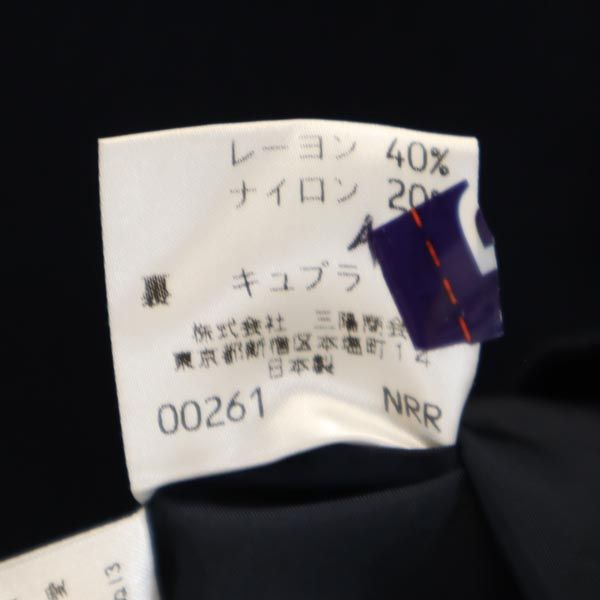 レーヨン 40%
ナイロン 20%
裏 キュプラ
株式会社 三陽商会
東京都新宿区本塩町14
日本製
00261 NRR